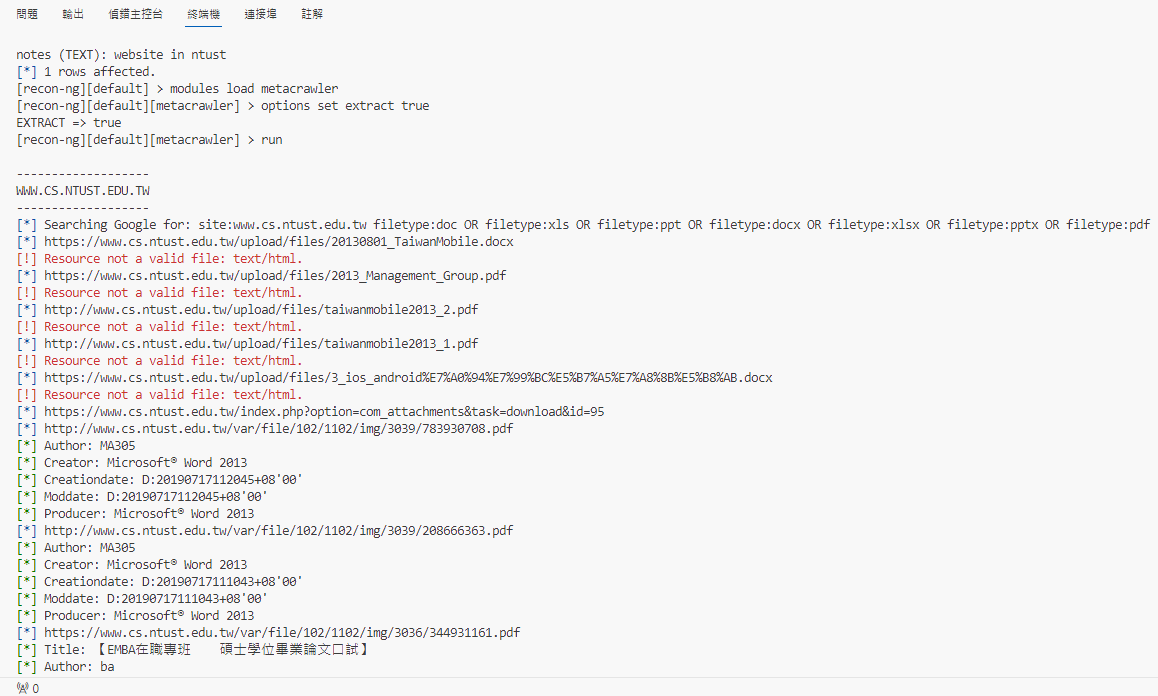 問題 輸出 偵錯主控台 終端機 連接埠 註解
notes (TEXT): website in ntust
[*] 1 rows affected.
[recon-ng][default] > modules load metacrawler
[recon-ng][default][metacrawler] > options set extract true
EXTRACT => true
[recon-ng][default][metacrawler] > run
-------------------
WWW.CS.NTUST.EDU.TW
-------------------
[*] Searching Google for: site:www.cs.ntust.edu.tw filetype:doc OR filetype:xls OR filetype:ppt OR filetype:docx OR filetype:xlsx OR filetype:pptx OR filetype:pdf
[*] https://www.cs.ntust.edu.tw/upload/files/20130801_TaiwanMobile.docx
[!] Resource not a valid file: text/html.
[*] https://www.cs.ntust.edu.tw/upload/files/2013_Management_Group.pdf
[!] Resource not a valid file: text/html.
[*] http://www.cs.ntust.edu.tw/upload/files/taiwanmobile2013_2.pdf
[!] Resource not a valid file: text/html.
[*] http://www.cs.ntust.edu.tw/upload/files/taiwanmobile2013_1.pdf
[!] Resource not a valid file: text/html.
[*] http://www.cs.ntust.edu.tw/upload/files/3_ios_android%E7%A0%94%E7%99%BC%E5%B7%A5%E7%A8%8B%E5%B8%AB.docx
[!] Resource not a valid file: text/html.
[*] https://www.cs.ntust.edu.tw/index.php?option=com_attachments&task=download&id=95
[*] http://www.cs.ntust.edu.tw/var/file/102/1102/img/3039/783930708.pdf
[*] Author: MA305
[*] Creator: Microsoft® Word 2013
[*] Creationdate: D:20190717112045+08'00'
[*] Moddate: D:20190717112045+08'00'
[*] Producer: Microsoft® Word 2013
[*] http://www.cs.ntust.edu.tw/var/file/102/1102/img/3039/208666363.pdf
[*] Author: MA305
[*] Creator: Microsoft® Word 2013
[*] Creationdate: D:20190717111043+08'00'
[*] Moddate: D:20190717111043+08'00'
[*] Producer: Microsoft® Word 2013
[*] https://www.cs.ntust.edu.tw/var/file/102/1102/img/3036/344931161.pdf
[*] Title: 【EMBA在職專班　　碩士學位畢業論文口試】
[*] Author: ba
0